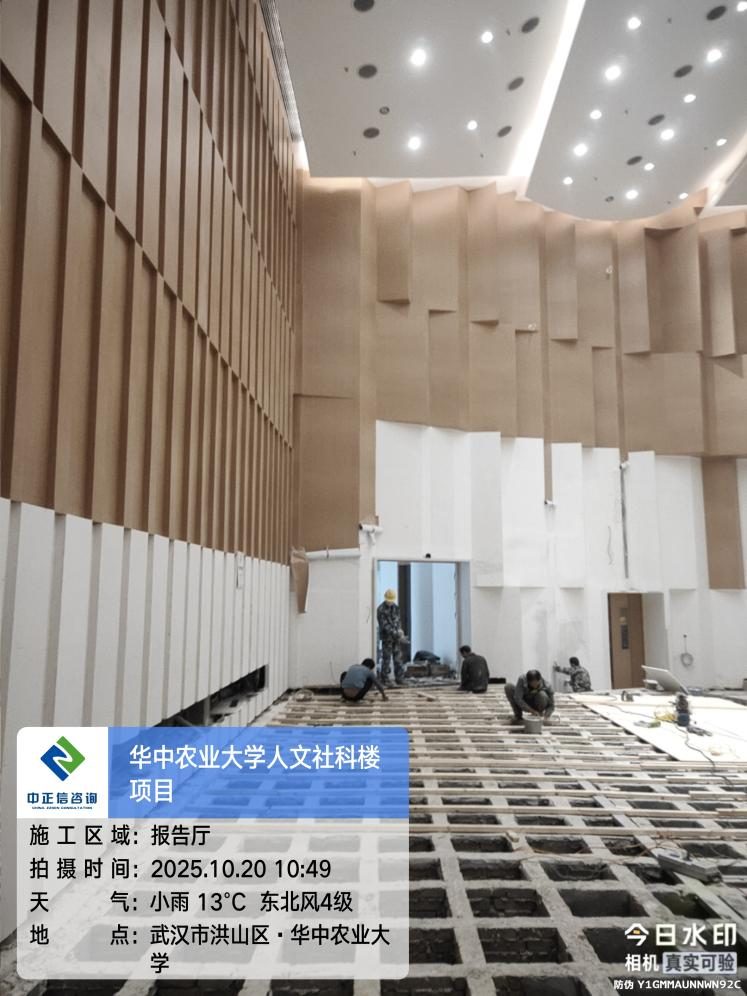 华中农业大学人文社科楼
项目
中正信咨询
施工区域：报告厅
拍摄时间：2025.10.20 10:49
天气：小雨 13℃ 东北风4级
地点：武汉市洪山区·华中农业大
学
今日水印
相机 真实可验
防伪 Y1GMMAUNNWN92C